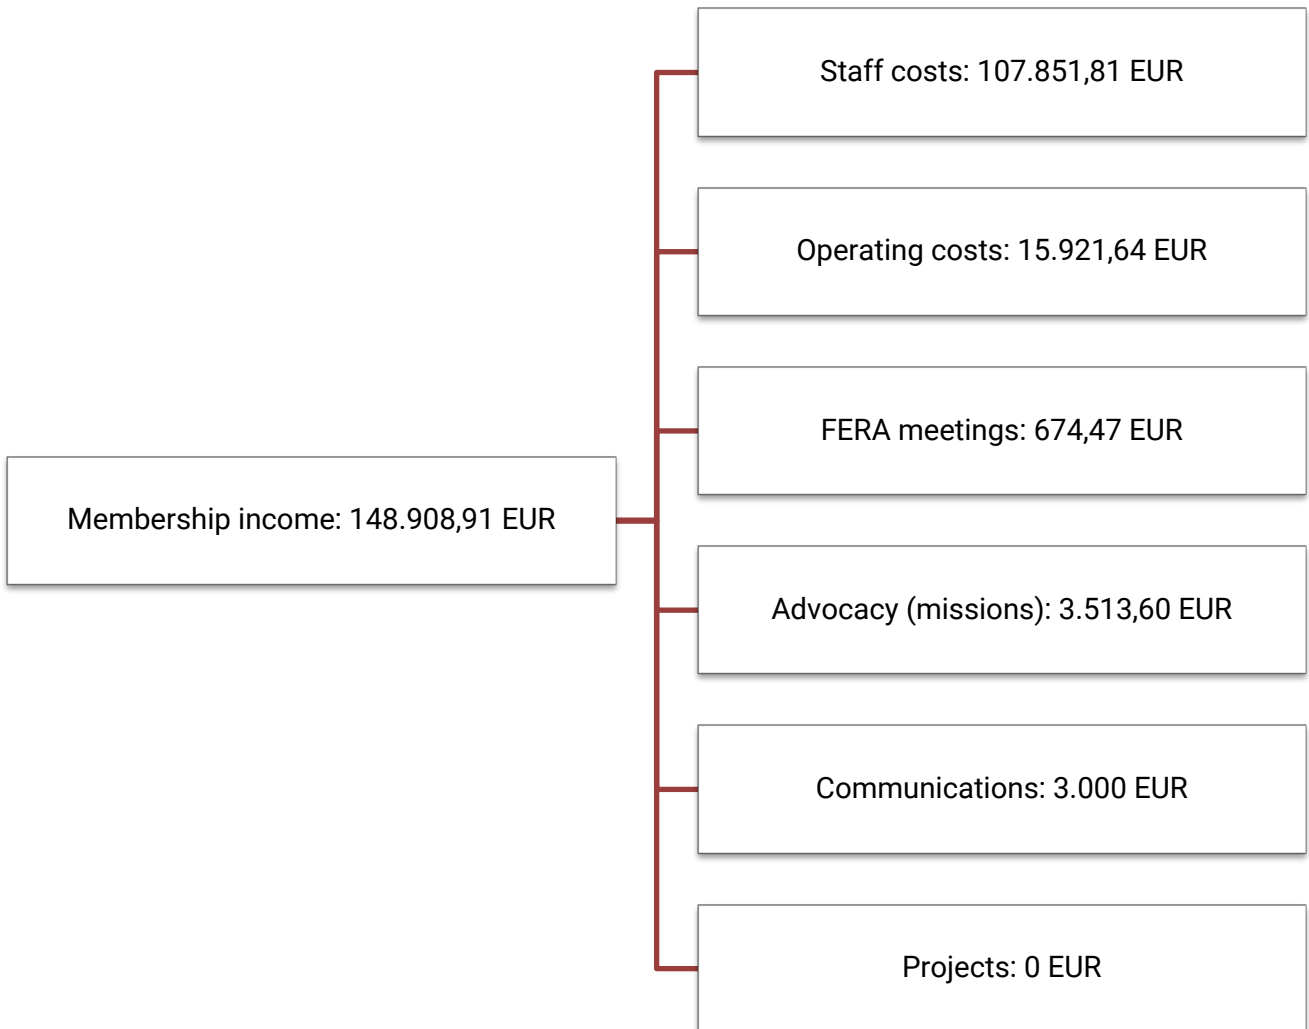 Staff costs: 107.851,81 EUR
Operating costs: 15.921,64 EUR
FERA meetings: 674,47 EUR
Membership income: 148.908,91 EUR
Advocacy (missions): 3.513,60 EUR
Communications: 3.000 EUR
Projects: 0 EUR